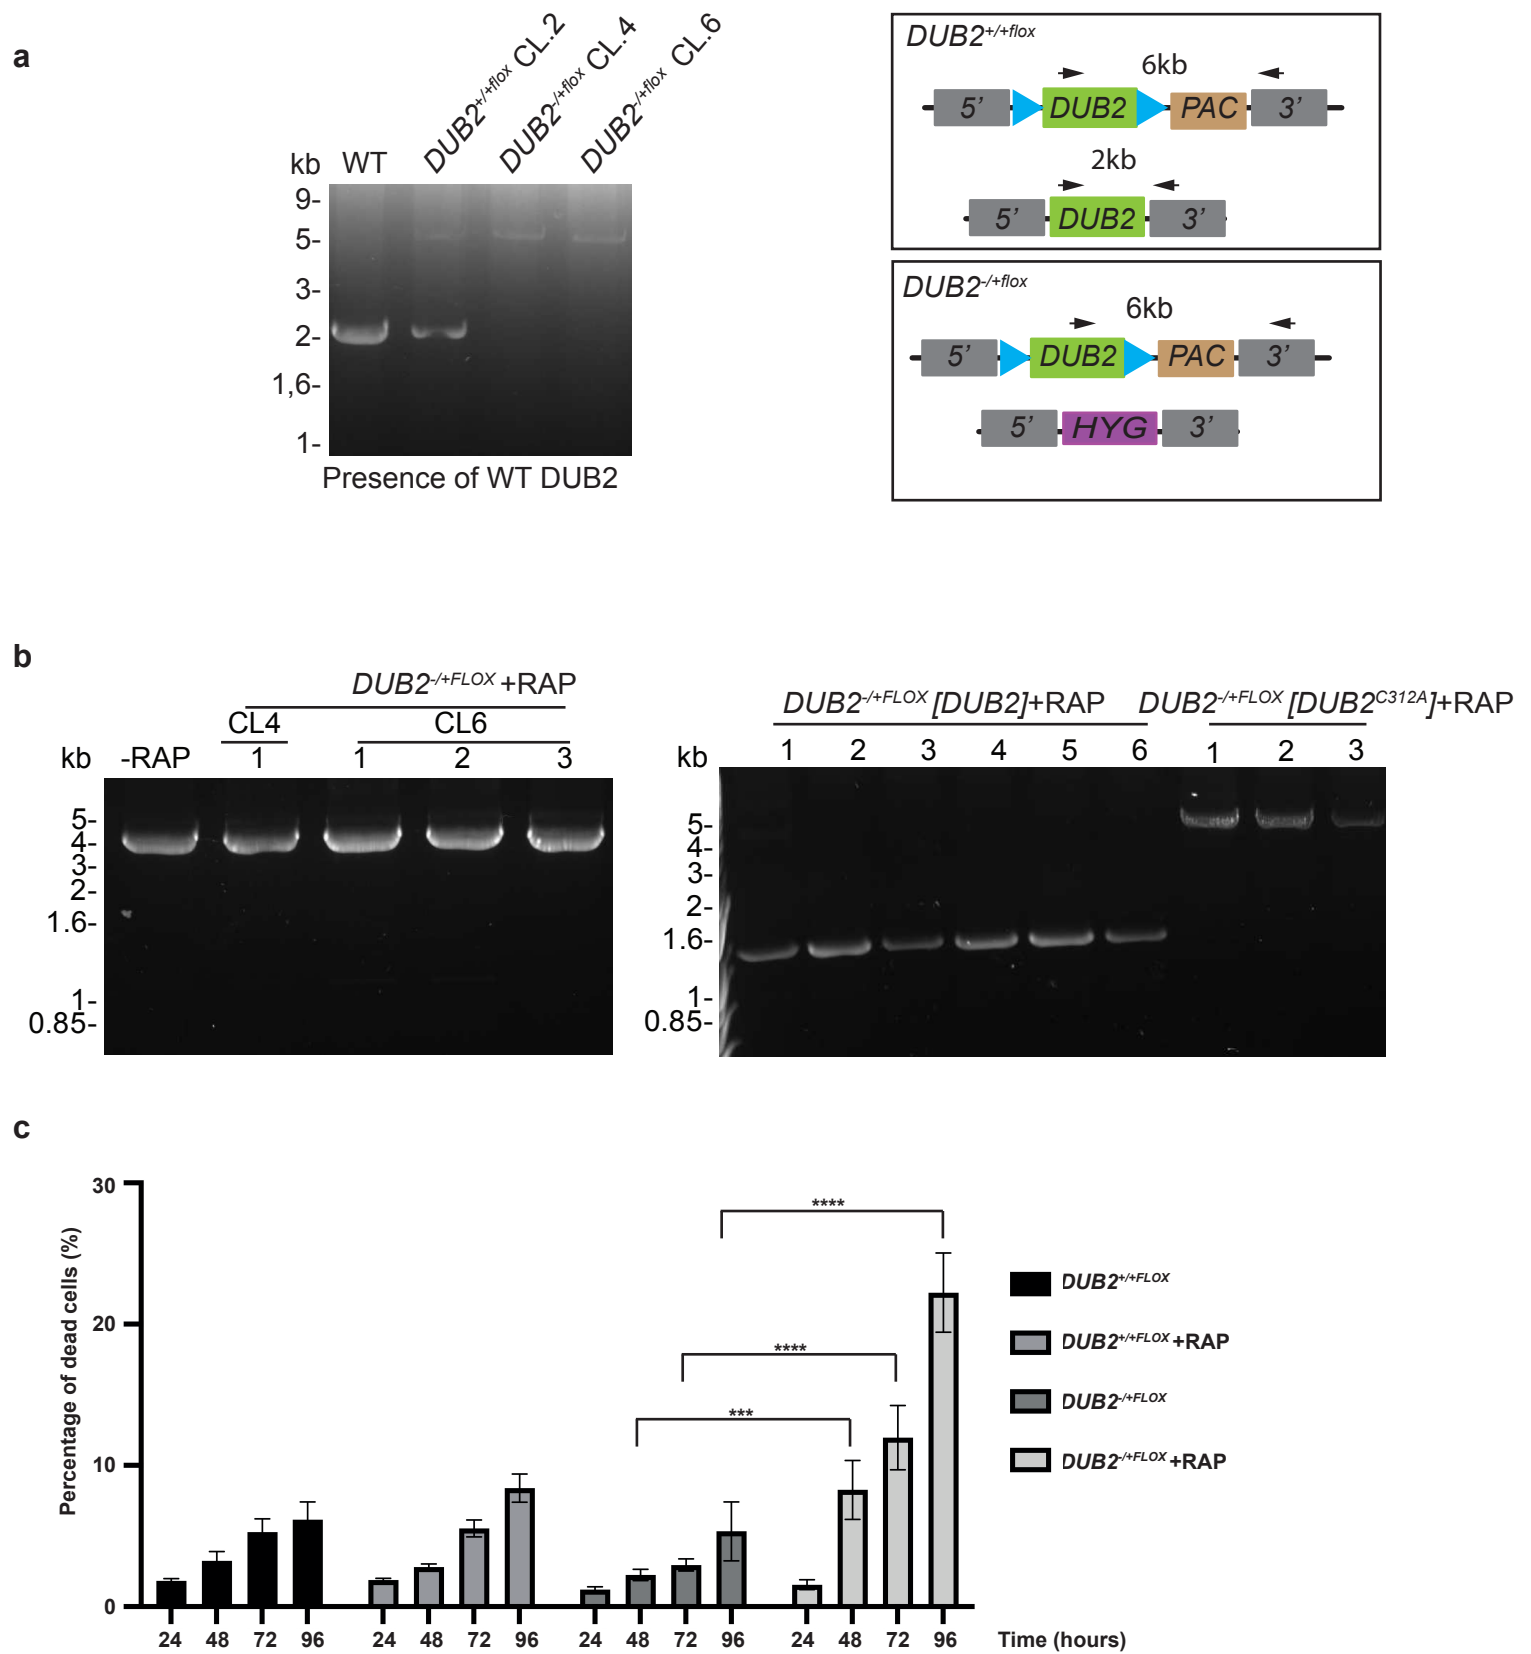 a
kb WT DUB2+/+flox CL.2 DUB2-/+flox CL.4 DUB2-/+flox CL.6
9-
5-
3-
2-
1,6-
1-
Presence of WT DUB2
DUB2+/+flox
6kb
5’ DUB2 PAC 3’
2kb
5’ DUB2 3’
DUB2-/+flox
6kb
5’ DUB2 PAC 3’
5’ HYG 3’
b
DUB2-/+FLOX +RAP
CL4 CL6
kb -RAP 1 1 2 3
5-
4-
3-
2-
1.6-
1-
0.85-
DUB2-/+FLOX [DUB2]+RAP DUB2-/+FLOX [DUB2C312A]+RAP
kb 1 2 3 4 5 6 1 2 3
5-
4-
3-
2-
1.6-
1-
0.85-
c
Percentage of dead cells (%)
30
20
10
0
***
****
****
24 48 72 96 24 48 72 96 24 48 72 96 24 48 72 96 Time (hours)
DUB2+/+FLOX
DUB2+/+FLOX +RAP
DUB2-/+FLOX
DUB2-/+FLOX +RAP